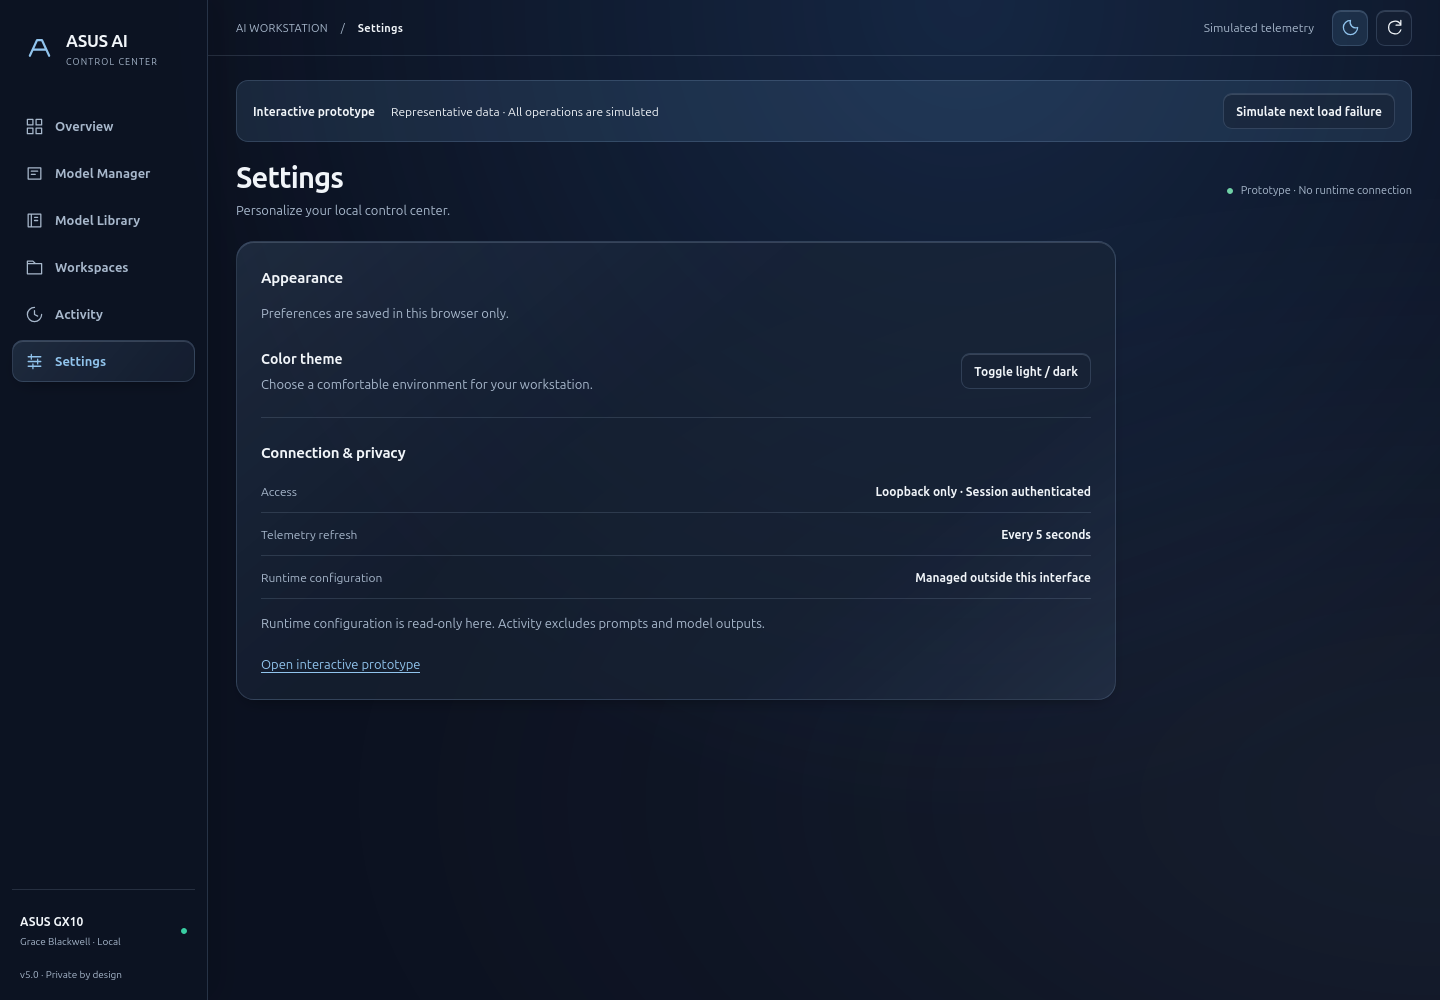 ASUS AI
CONTROL CENTER
Overview
Model Manager
Model Library
Workspaces
Activity
Settings
ASUS GX10
Grace Blackwell · Local
v5.0 · Private by design
AI WORKSTATION / Settings
Simulated telemetry
Interactive prototype Representative data · All operations are simulated
Simulate next load failure
Settings
Personalize your local control center.
Prototype · No runtime connection
Appearance
Preferences are saved in this browser only.
Color theme
Choose a comfortable environment for your workstation.
Toggle light / dark
Connection & privacy
Access Loopback only · Session authenticated
Telemetry refresh Every 5 seconds
Runtime configuration Managed outside this interface
Runtime configuration is read-only here. Activity excludes prompts and model outputs.
Open interactive prototype